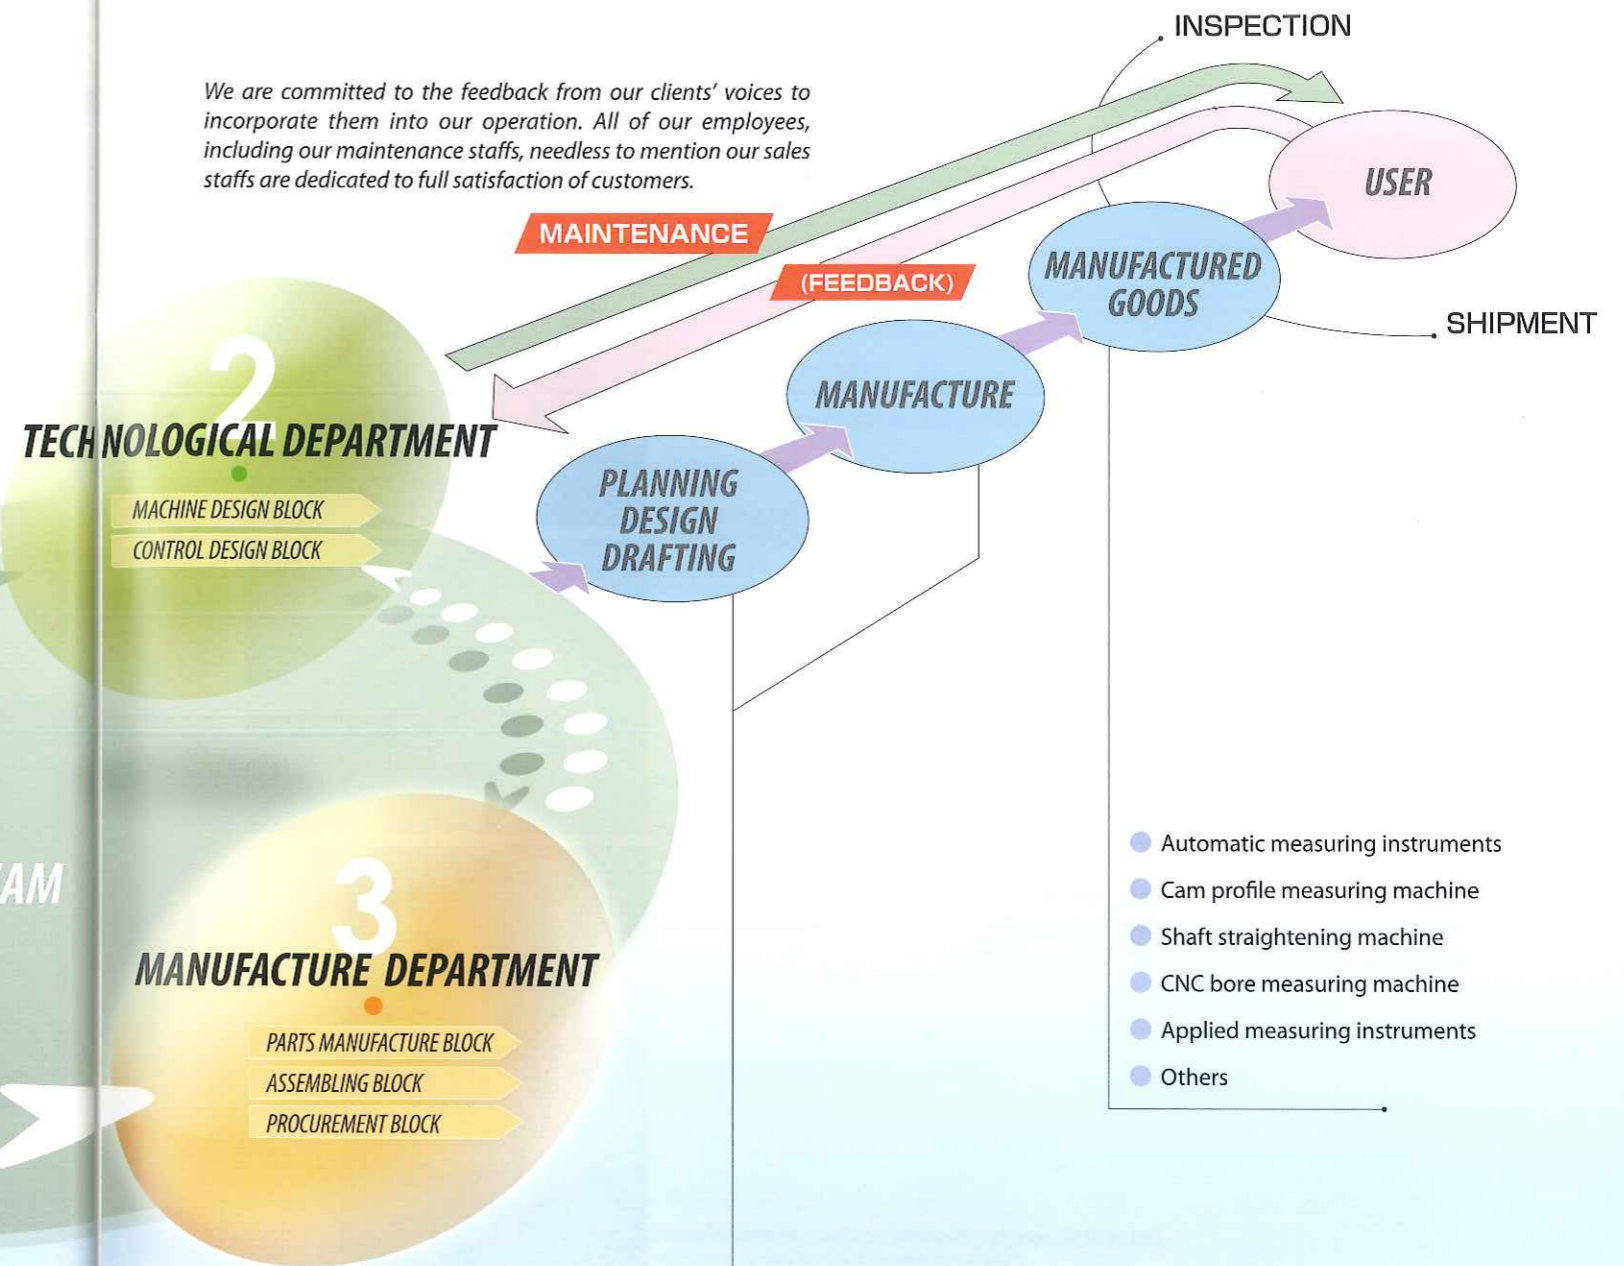 INSPECTION
We are committed to the feedback from our clients' voices to
incorporate them into our operation. All of our employees,
including our maintenance staffs, needless to mention our sales
staffs are dedicated to full satisfaction of customers.
MAINTENANCE
(FEEDBACK)
USER
MANUFACTURED
GOODS
SHIPMENT
MANUFACTURE
PLANNING
DESIGN
DRAFTING
2
TECHNOLOGICAL DEPARTMENT
MACHINE DESIGN BLOCK
CONTROL DESIGN BLOCK
3
MANUFACTURE DEPARTMENT
PARTS MANUFACTURE BLOCK
ASSEMBLING BLOCK
PROCUREMENT BLOCK
Automatic measuring instruments
Cam profile measuring machine
Shaft straightening machine
CNC bore measuring machine
Applied measuring instruments
Others